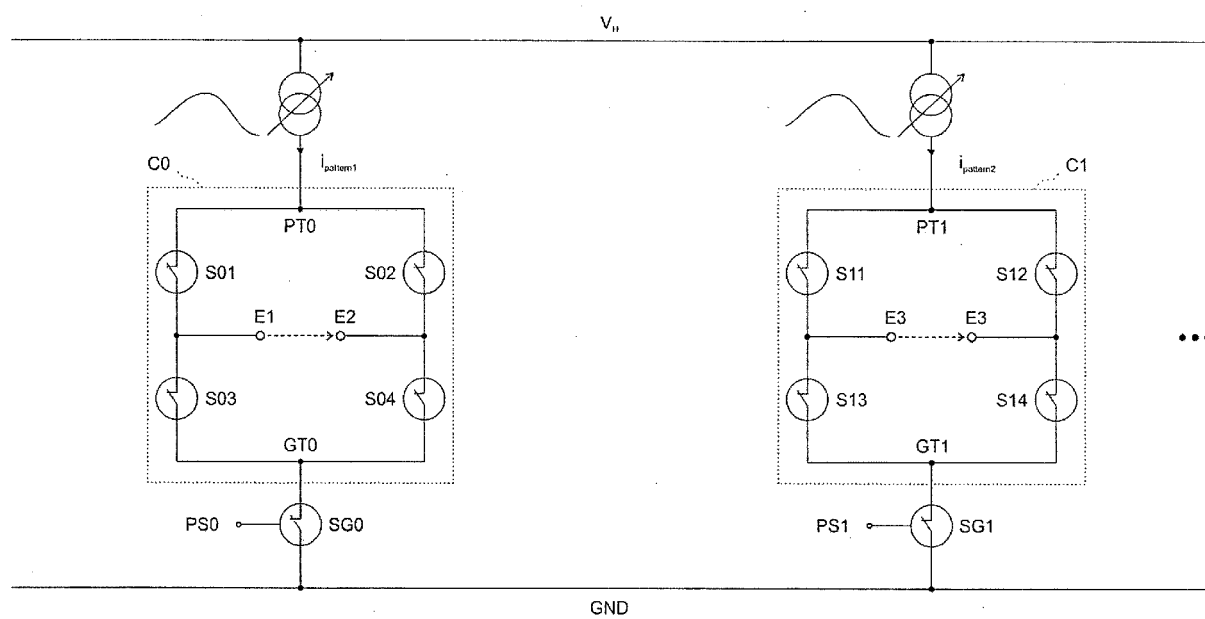 V_H
i_pattern1
i_pattern2
C0
C1
PT0
PT1
S01
S02
S11
S12
E1
E2
E3
E3
S03
S04
S13
S14
GT0
GT1
PS0
SG0
PS1
SG1
GND